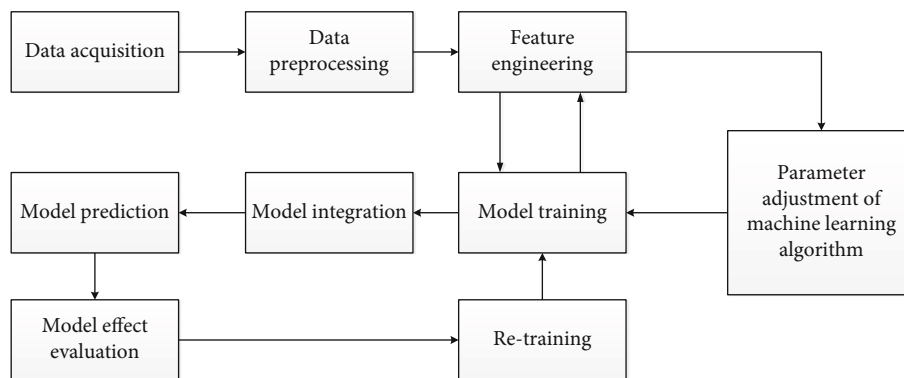 Data acquisition
Data
preprocessing
Feature
engineering
Parameter
adjustment of
machine learning
algorithm
Model prediction
Model integration
Model training
Model effect
evaluation
Re-training